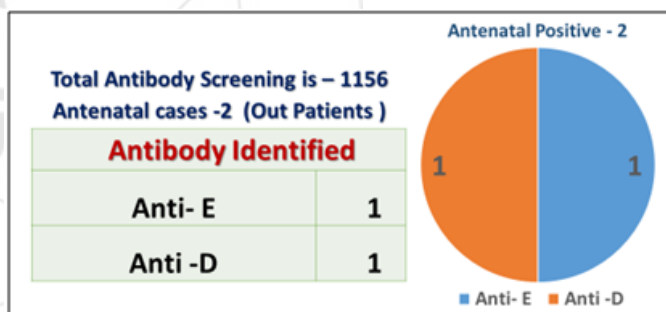 Total Antibody Screening is – 1156
Antenatal cases -2 (Out Patients )
Antibody Identified
Anti- E 1
Anti -D 1
Antenatal Positive - 2
1 1
Anti- E Anti -D